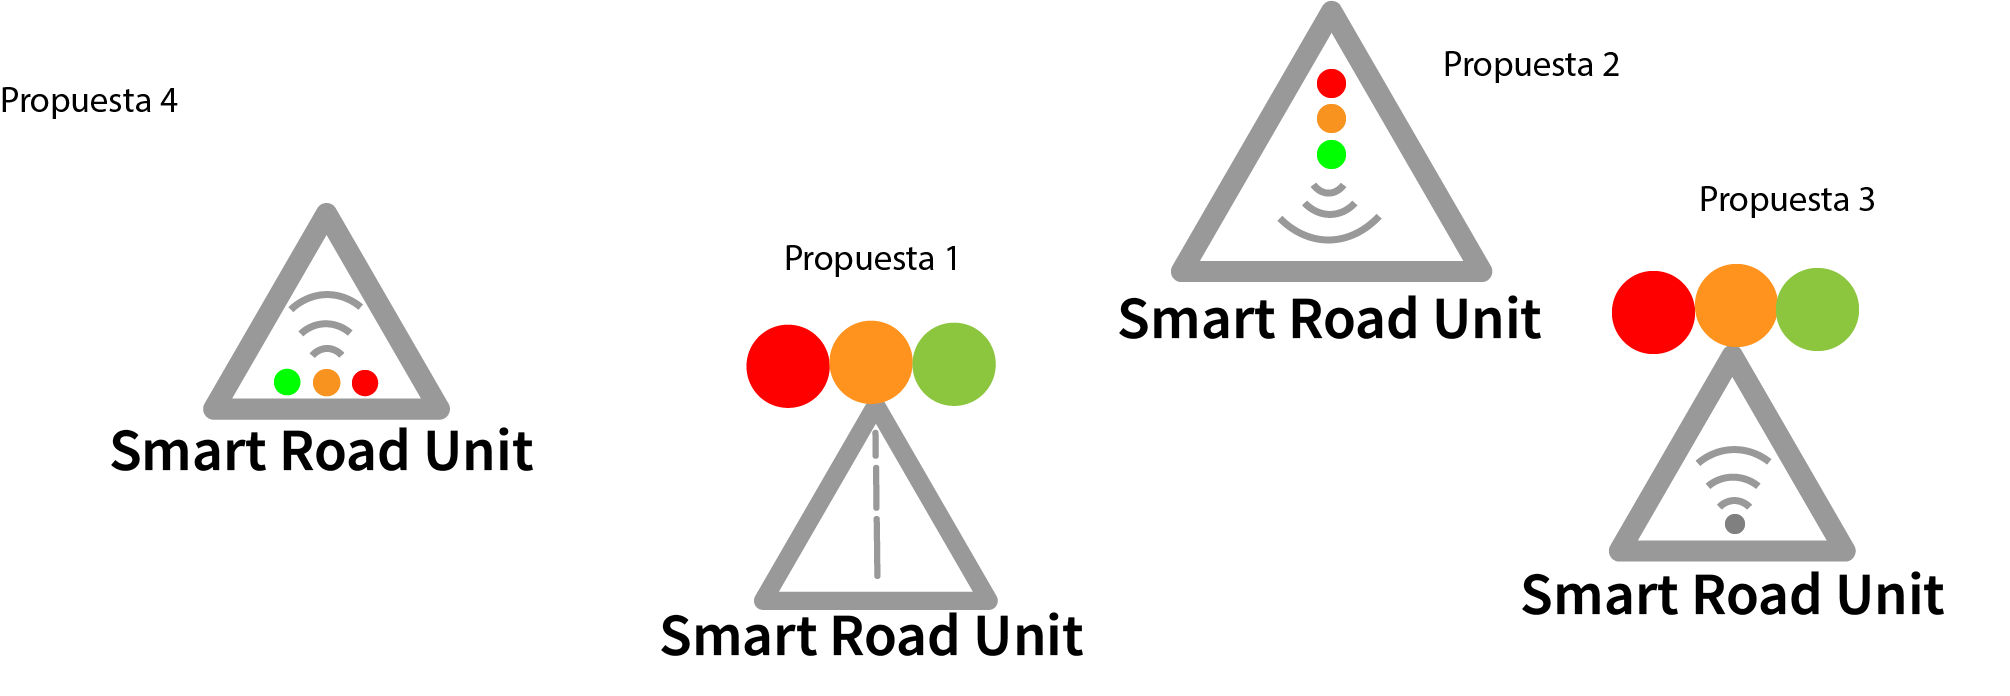 Propuesta 4
Smart Road Unit
Propuesta 1
Smart Road Unit
Propuesta 2
Smart Road Unit
Propuesta 3
Smart Road Unit